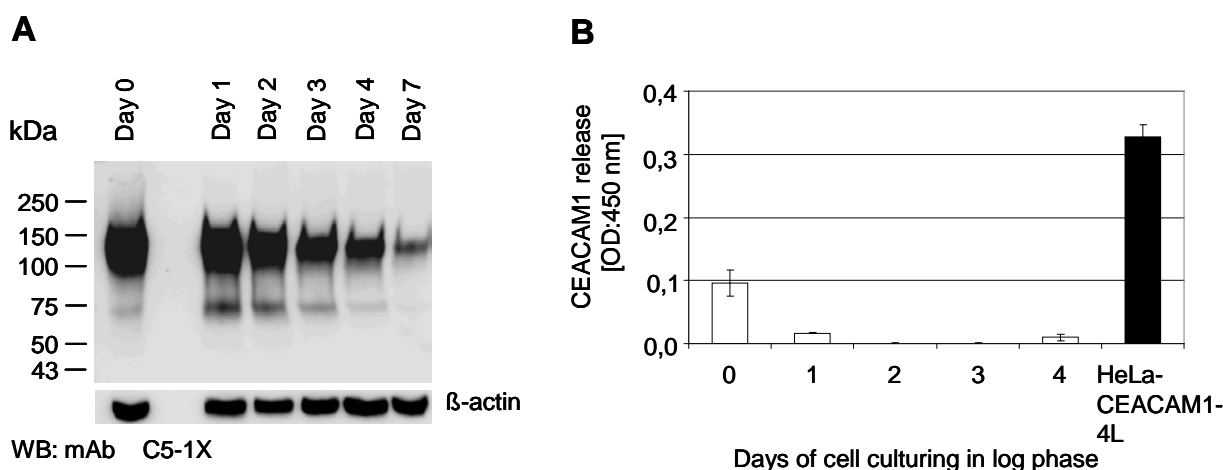 A
kDa
Day 0
Day 1
Day 2
Day 3
Day 4
Day 7
250
150
100
75
50
43
ß-actin
WB: mAb C5-1X
B
CEACAM1 release
[OD:450 nm]
0,4
0,3
0,2
0,1
0,0
0
1
2
3
4
HeLa-
CEACAM1-
4L
Days of cell culturing in log phase